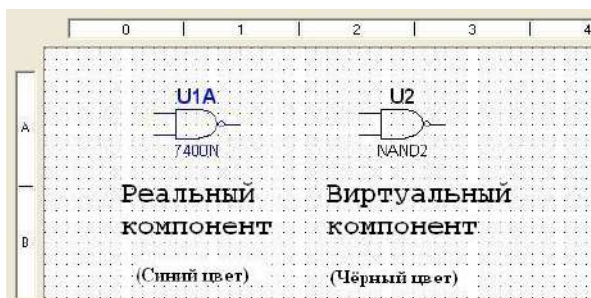 0 1 2 3 4
A
B
U1A U2
7400N NAND2
Реальный Виртуальный
компонент компонент
(Синий цвет) (Чёрный цвет)